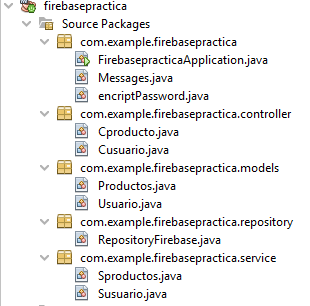 firebasepractica
Source Packages
com.example.firebasepractica
FirebasepracticaApplication.java
Messages.java
encriptPassword.java
com.example.firebasepractica.controller
Cproducto.java
Cusuario.java
com.example.firebasepractica.models
Productos.java
Usuario.java
com.example.firebasepractica.repository
RepositoryFirebase.java
com.example.firebasepractica.service
Sproductos.java
Susuario.java